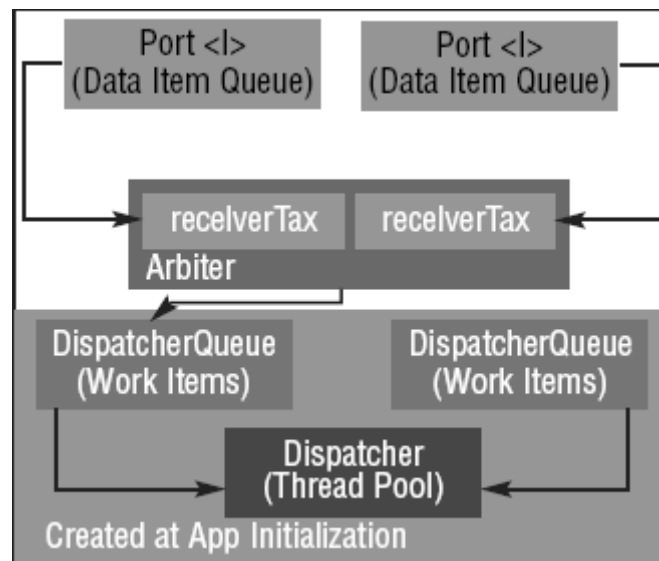 Port <I>
(Data Item Queue)
Port <I>
(Data Item Queue)
recelverTax
recelverTax
Arbiter
DispatcherQueue
(Work Items)
DispatcherQueue
(Work Items)
Dispatcher
(Thread Pool)
Created at App Initialization